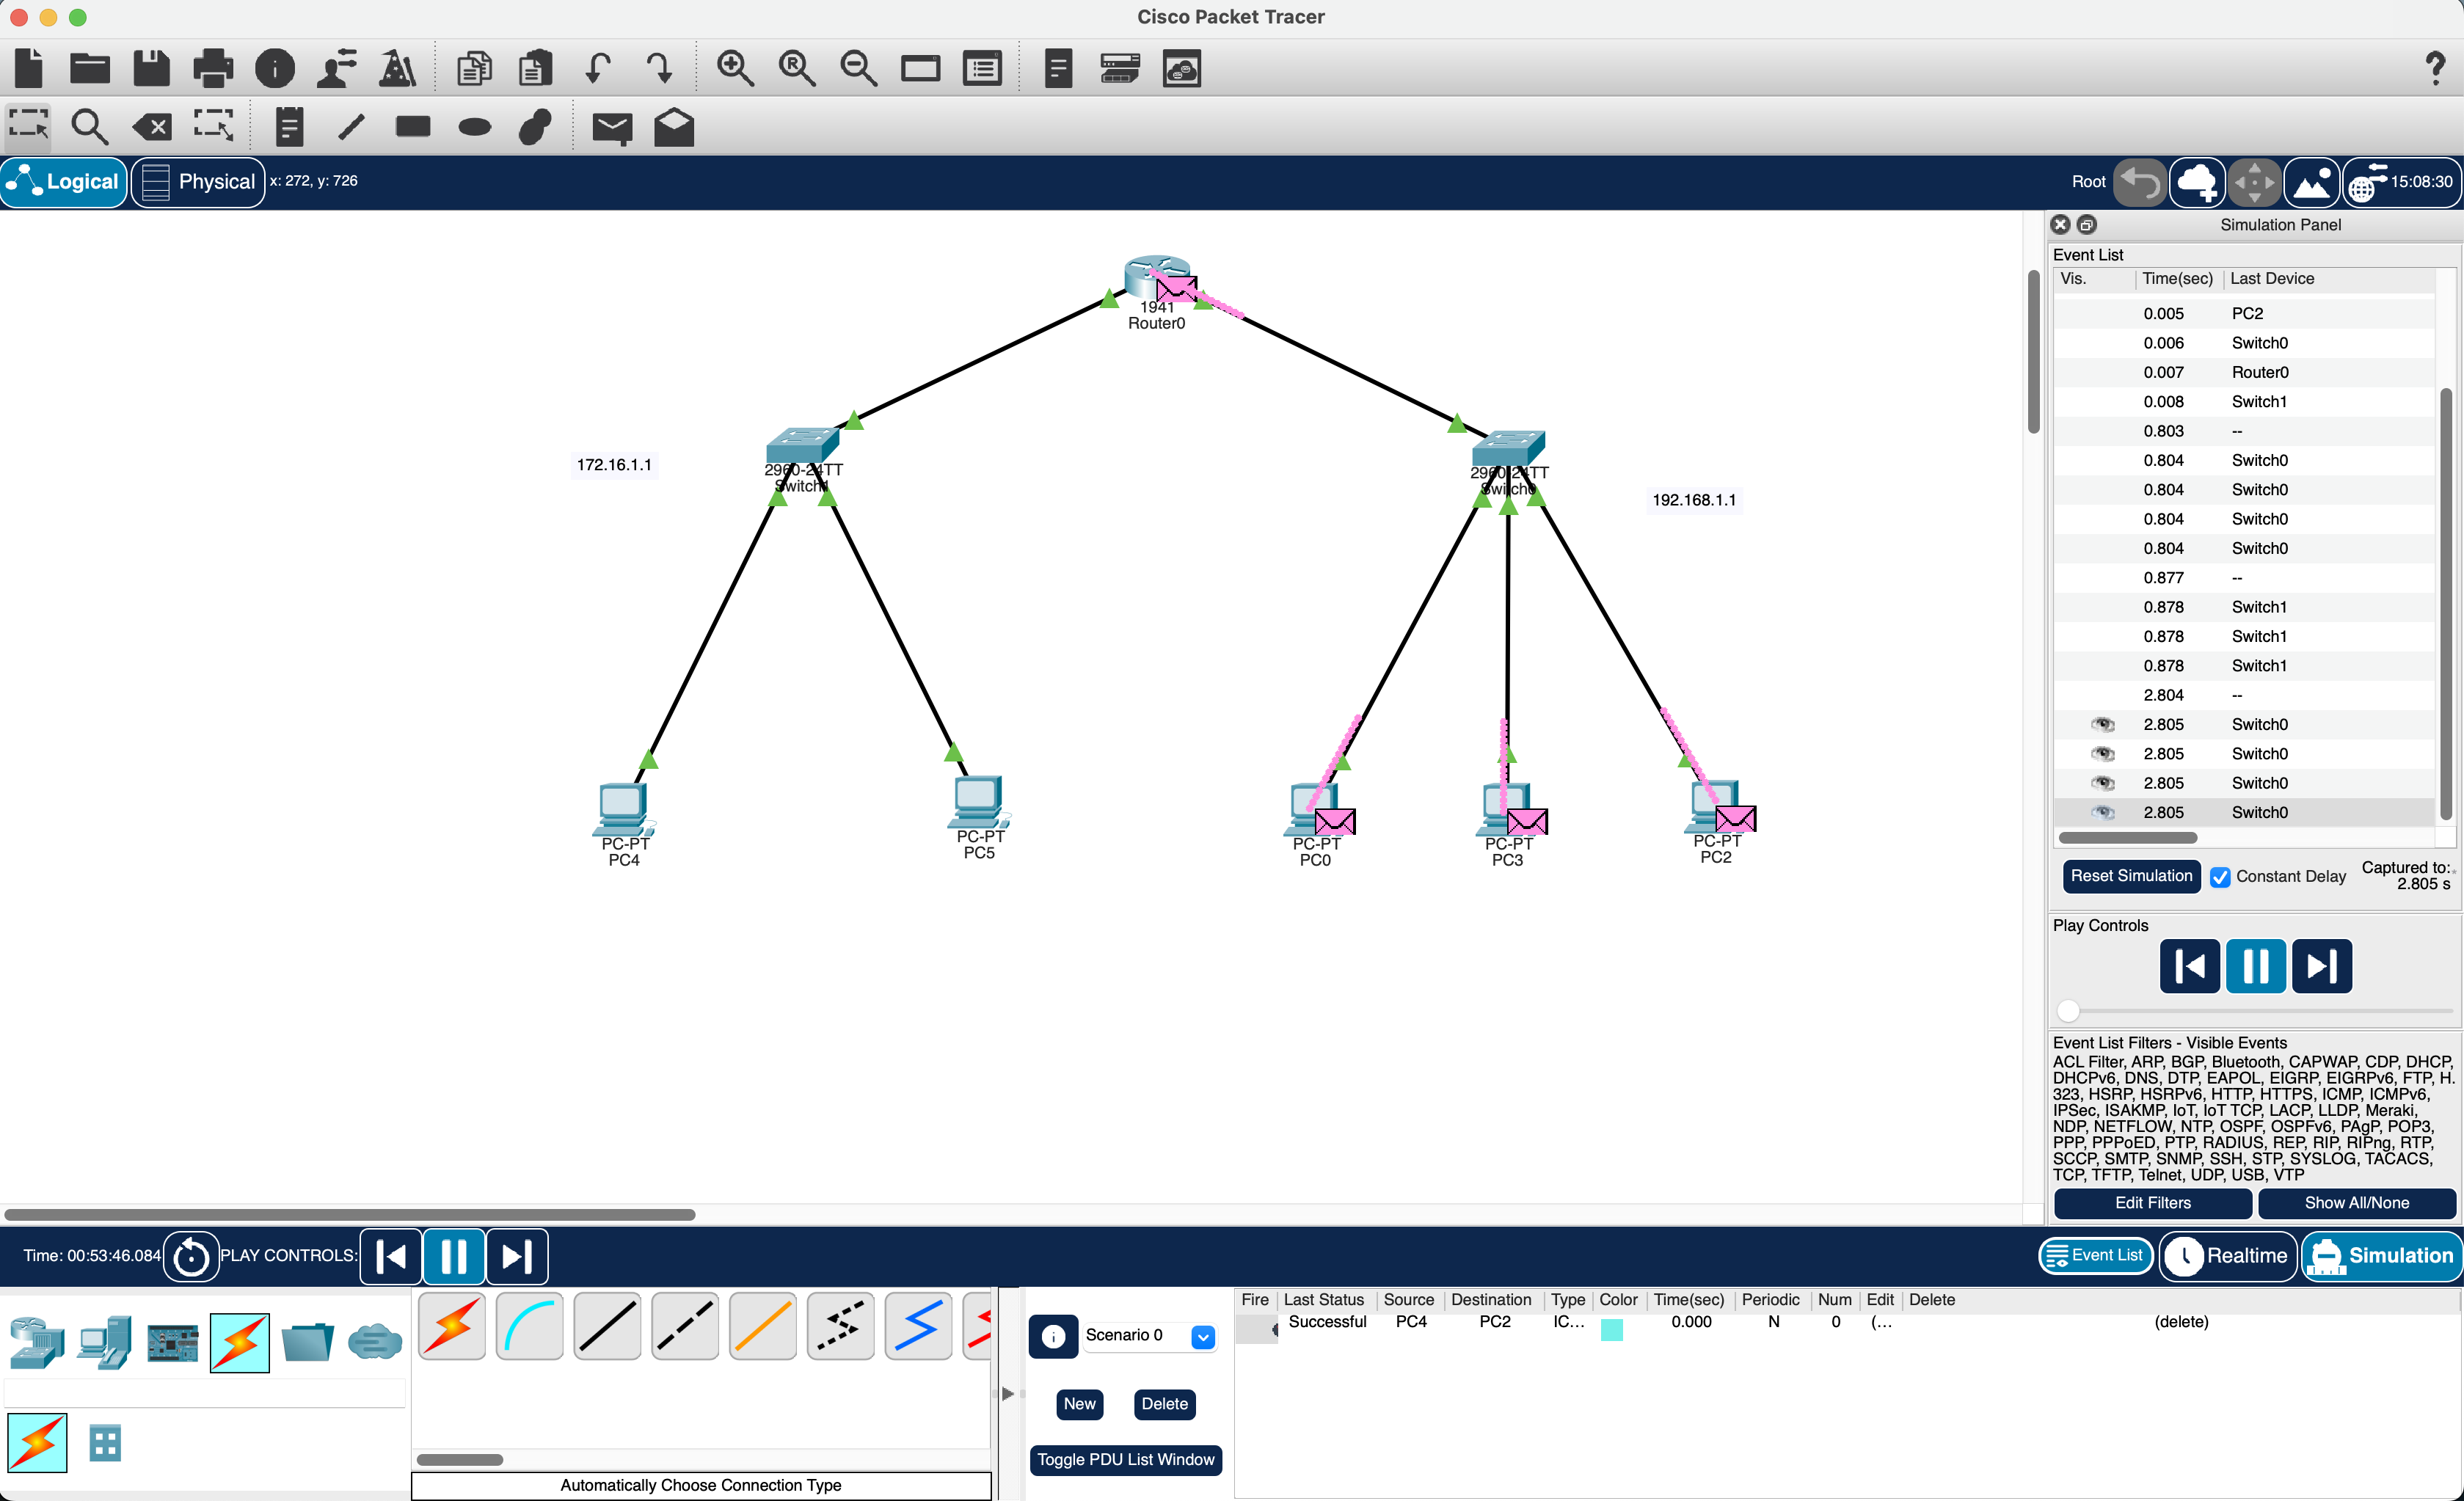 Cisco Packet Tracer
Logical
Physical
x: 272, y: 726
Root
15:08:30
Simulation Panel
Event List
Vis. Time(sec) Last Device
0.005 PC2
0.006 Switch0
0.007 Router0
0.008 Switch1
0.803 --
0.804 Switch0
0.804 Switch0
0.804 Switch0
0.804 Switch0
0.877 --
0.878 Switch1
0.878 Switch1
0.878 Switch1
2.804 --
2.805 Switch0
2.805 Switch0
2.805 Switch0
2.805 Switch0
Reset Simulation
Constant Delay
Captured to:
2.805 s
Play Controls
Event List Filters - Visible Events
ACL Filter, ARP, BGP, Bluetooth, CAPWAP, CDP, DHCP,
DHCPv6, DNS, DTP, EAPOL, EIGRP, EIGRPv6, FTP, H.
323, HSRP, HSRPv6, HTTP, HTTPS, ICMP, ICMPv6,
IPSec, ISAKMP, IoT, IoT TCP, LACP, LLDP, Meraki,
NDP, NETFLOW, NTP, OSPF, OSPFv6, PAgP, POP3,
PPP, PPPoED, PTP, RADIUS, REP, RIP, RIPng, RTP,
SCCP, SMTP, SNMP, SSH, STP, SYSLOG, TACACS,
TCP, TFTP, Telnet, UDP, USB, VTP
Edit Filters
Show All/None
1941
Router0
172.16.1.1
2960-24TT
Switch1
2960-24TT
Switch0
192.168.1.1
PC-PT
PC4
PC-PT
PC5
PC-PT
PC0
PC-PT
PC3
PC-PT
PC2
Time: 00:53:46.084
PLAY CONTROLS:
Event List
Realtime
Simulation
Scenario 0
New
Delete
Toggle PDU List Window
Automatically Choose Connection Type
Fire Last Status Source Destination Type Color Time(sec) Periodic Num Edit Delete
Successful PC4 PC2 IC... 0.000 N 0 (... (delete)